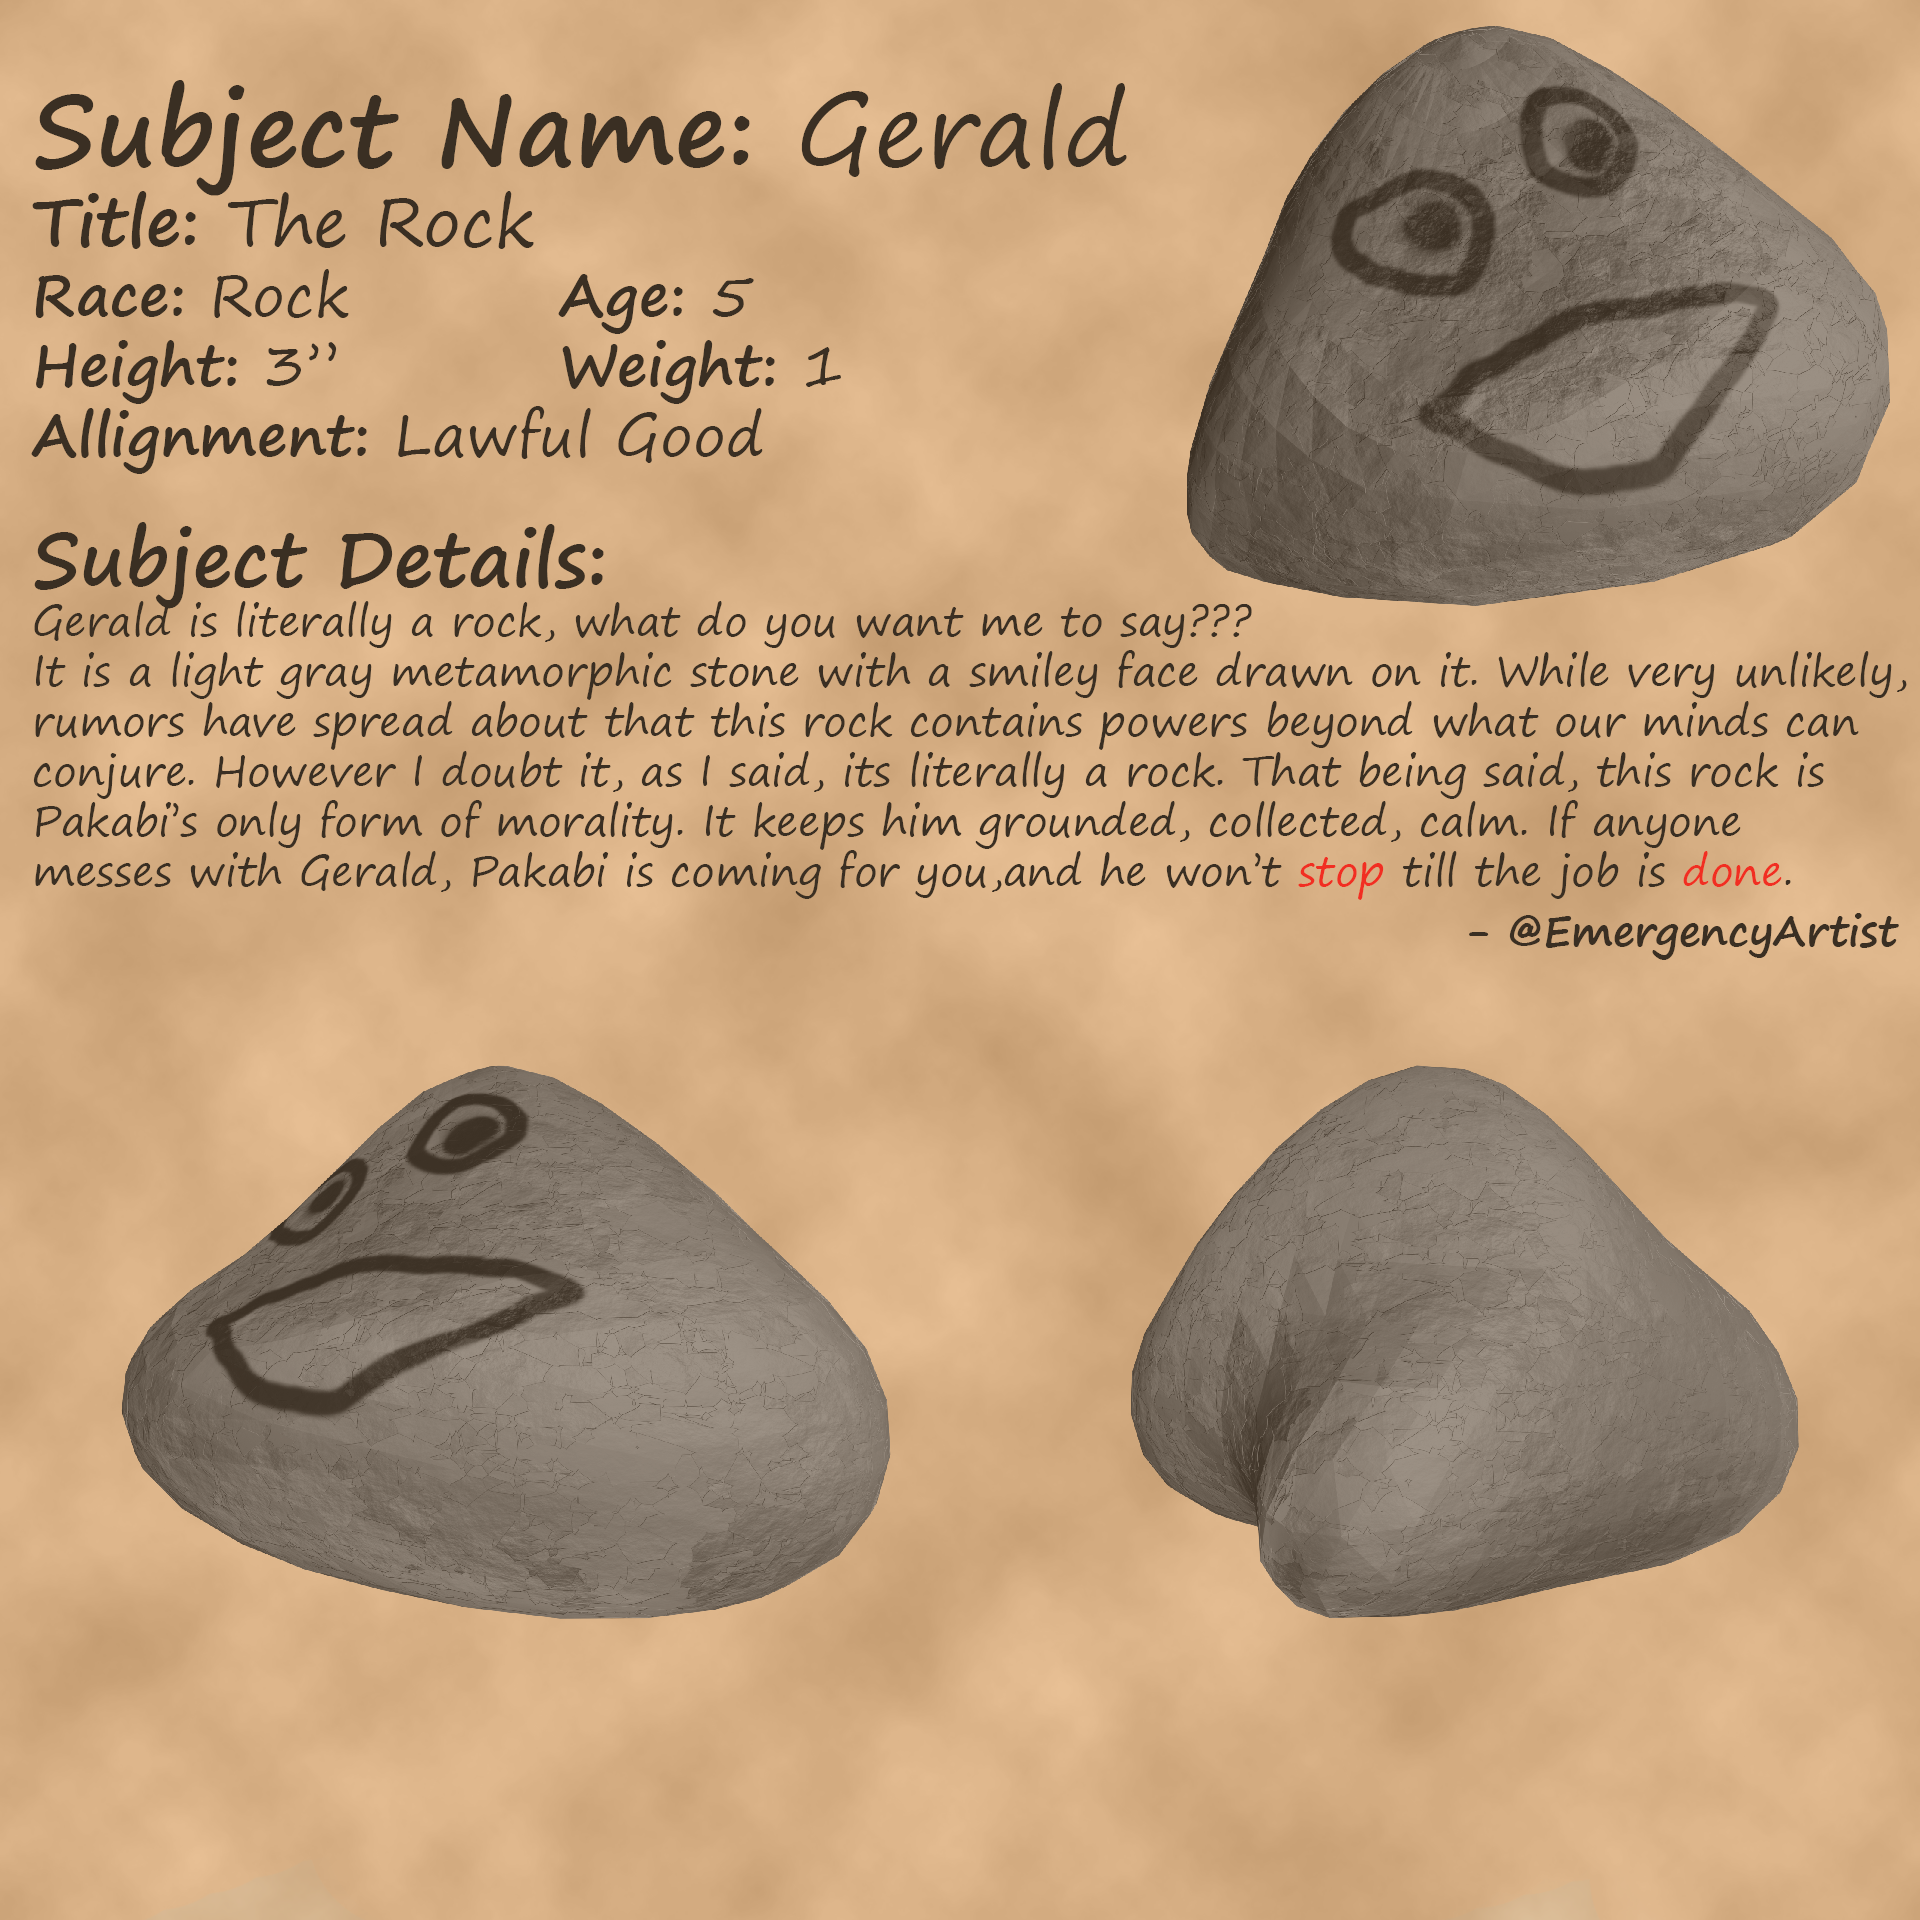 Subject Name: Gerald
Title: The Rock
Race: Rock Age: 5
Height: 3’’ Weight: 1
Allignment: Lawful Good
Subject Details:
Gerald is literally a rock, what do you want me to say???
It is a light gray metamorphic stone with a smiley face drawn on it. While very unlikely,
rumors have spread about that this rock contains powers beyond what our minds can
conjure. However I doubt it, as I said, its literally a rock. That being said, this rock is
Pakabi’s only form of morality. It keeps him grounded, collected, calm. If anyone
messes with Gerald, Pakabi is coming for you,and he won’t stop till the job is done.
- @EmergencyArtist